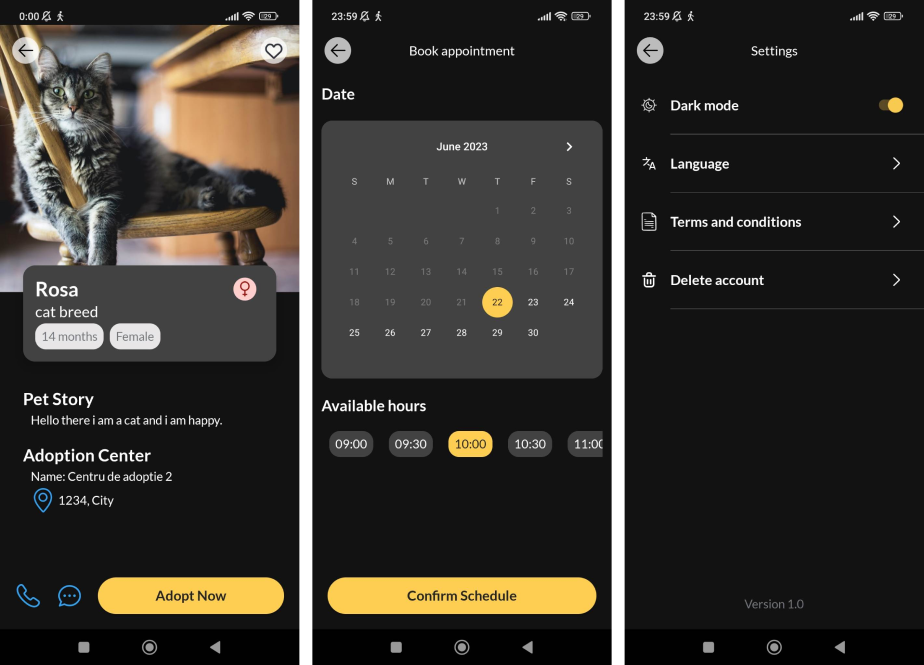 0:00
29
Rosa
cat breed
14 months Female
Pet Story
Hello there i am a cat and i am happy.
Adoption Center
Name: Centru de adoptie 2
1234, City
Adopt Now
23:59
29
Book appointment
Date
June 2023
S M T W T F S
1 2 3
4 5 6 7 8 9 10
11 12 13 14 15 16 17
18 19 20 21 22 23 24
25 26 27 28 29 30
Available hours
09:00 09:30 10:00 10:30 11:00
Confirm Schedule
23:59
29
Settings
Dark mode
Language
Terms and conditions
Delete account
Version 1.0